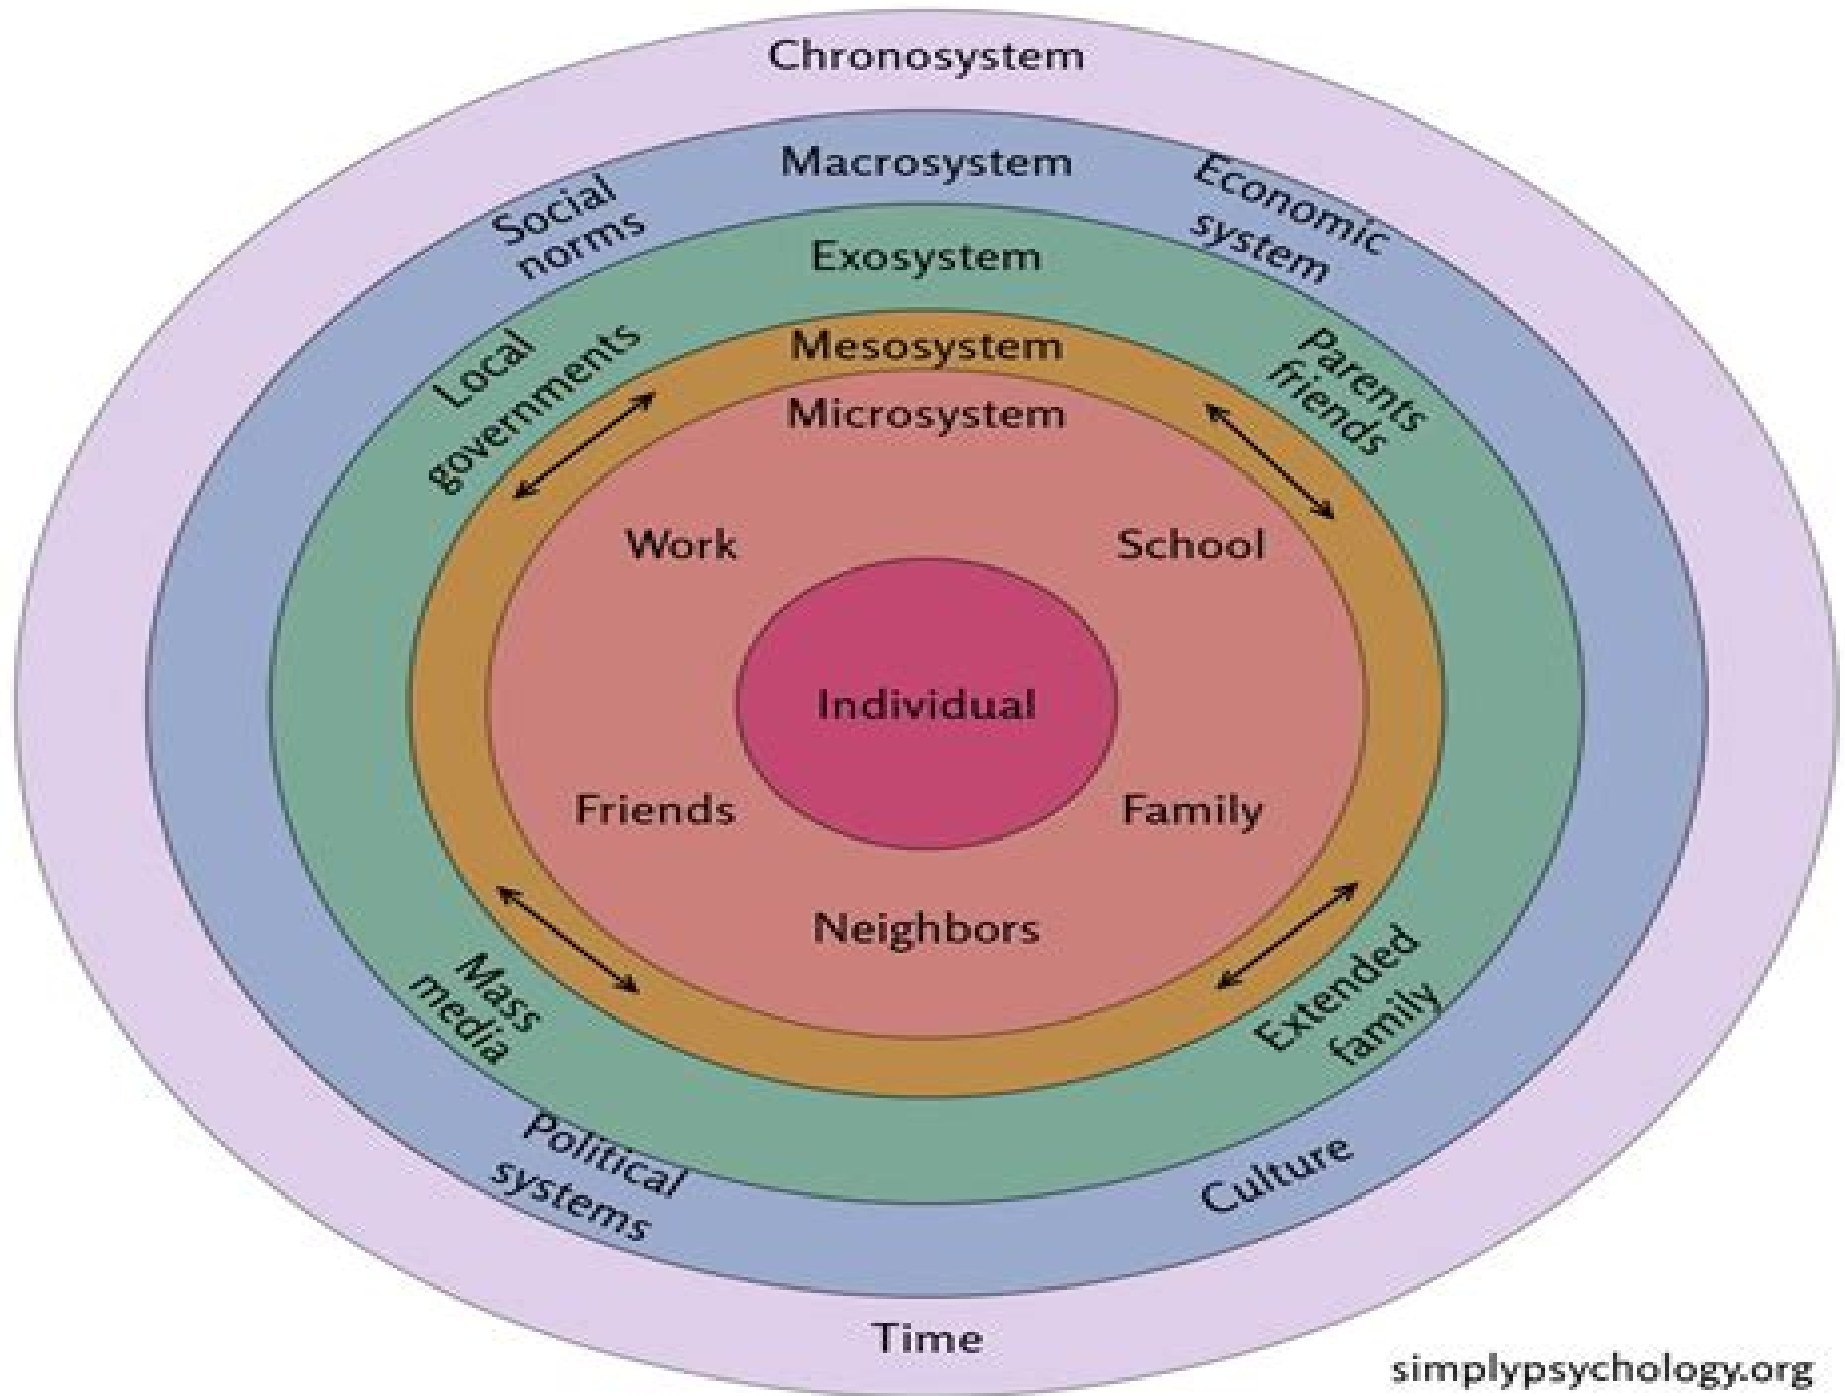 Chronosystem
Macrosystem
Social
norms
Economic
system
Exosystem
Local
governments
Parents
friends
Mesosystem
Microsystem
Work
School
Individual
Friends
Family
Neighbors
Mass
media
Extended
family
Political
systems
Culture
Time
simplypsychology.org